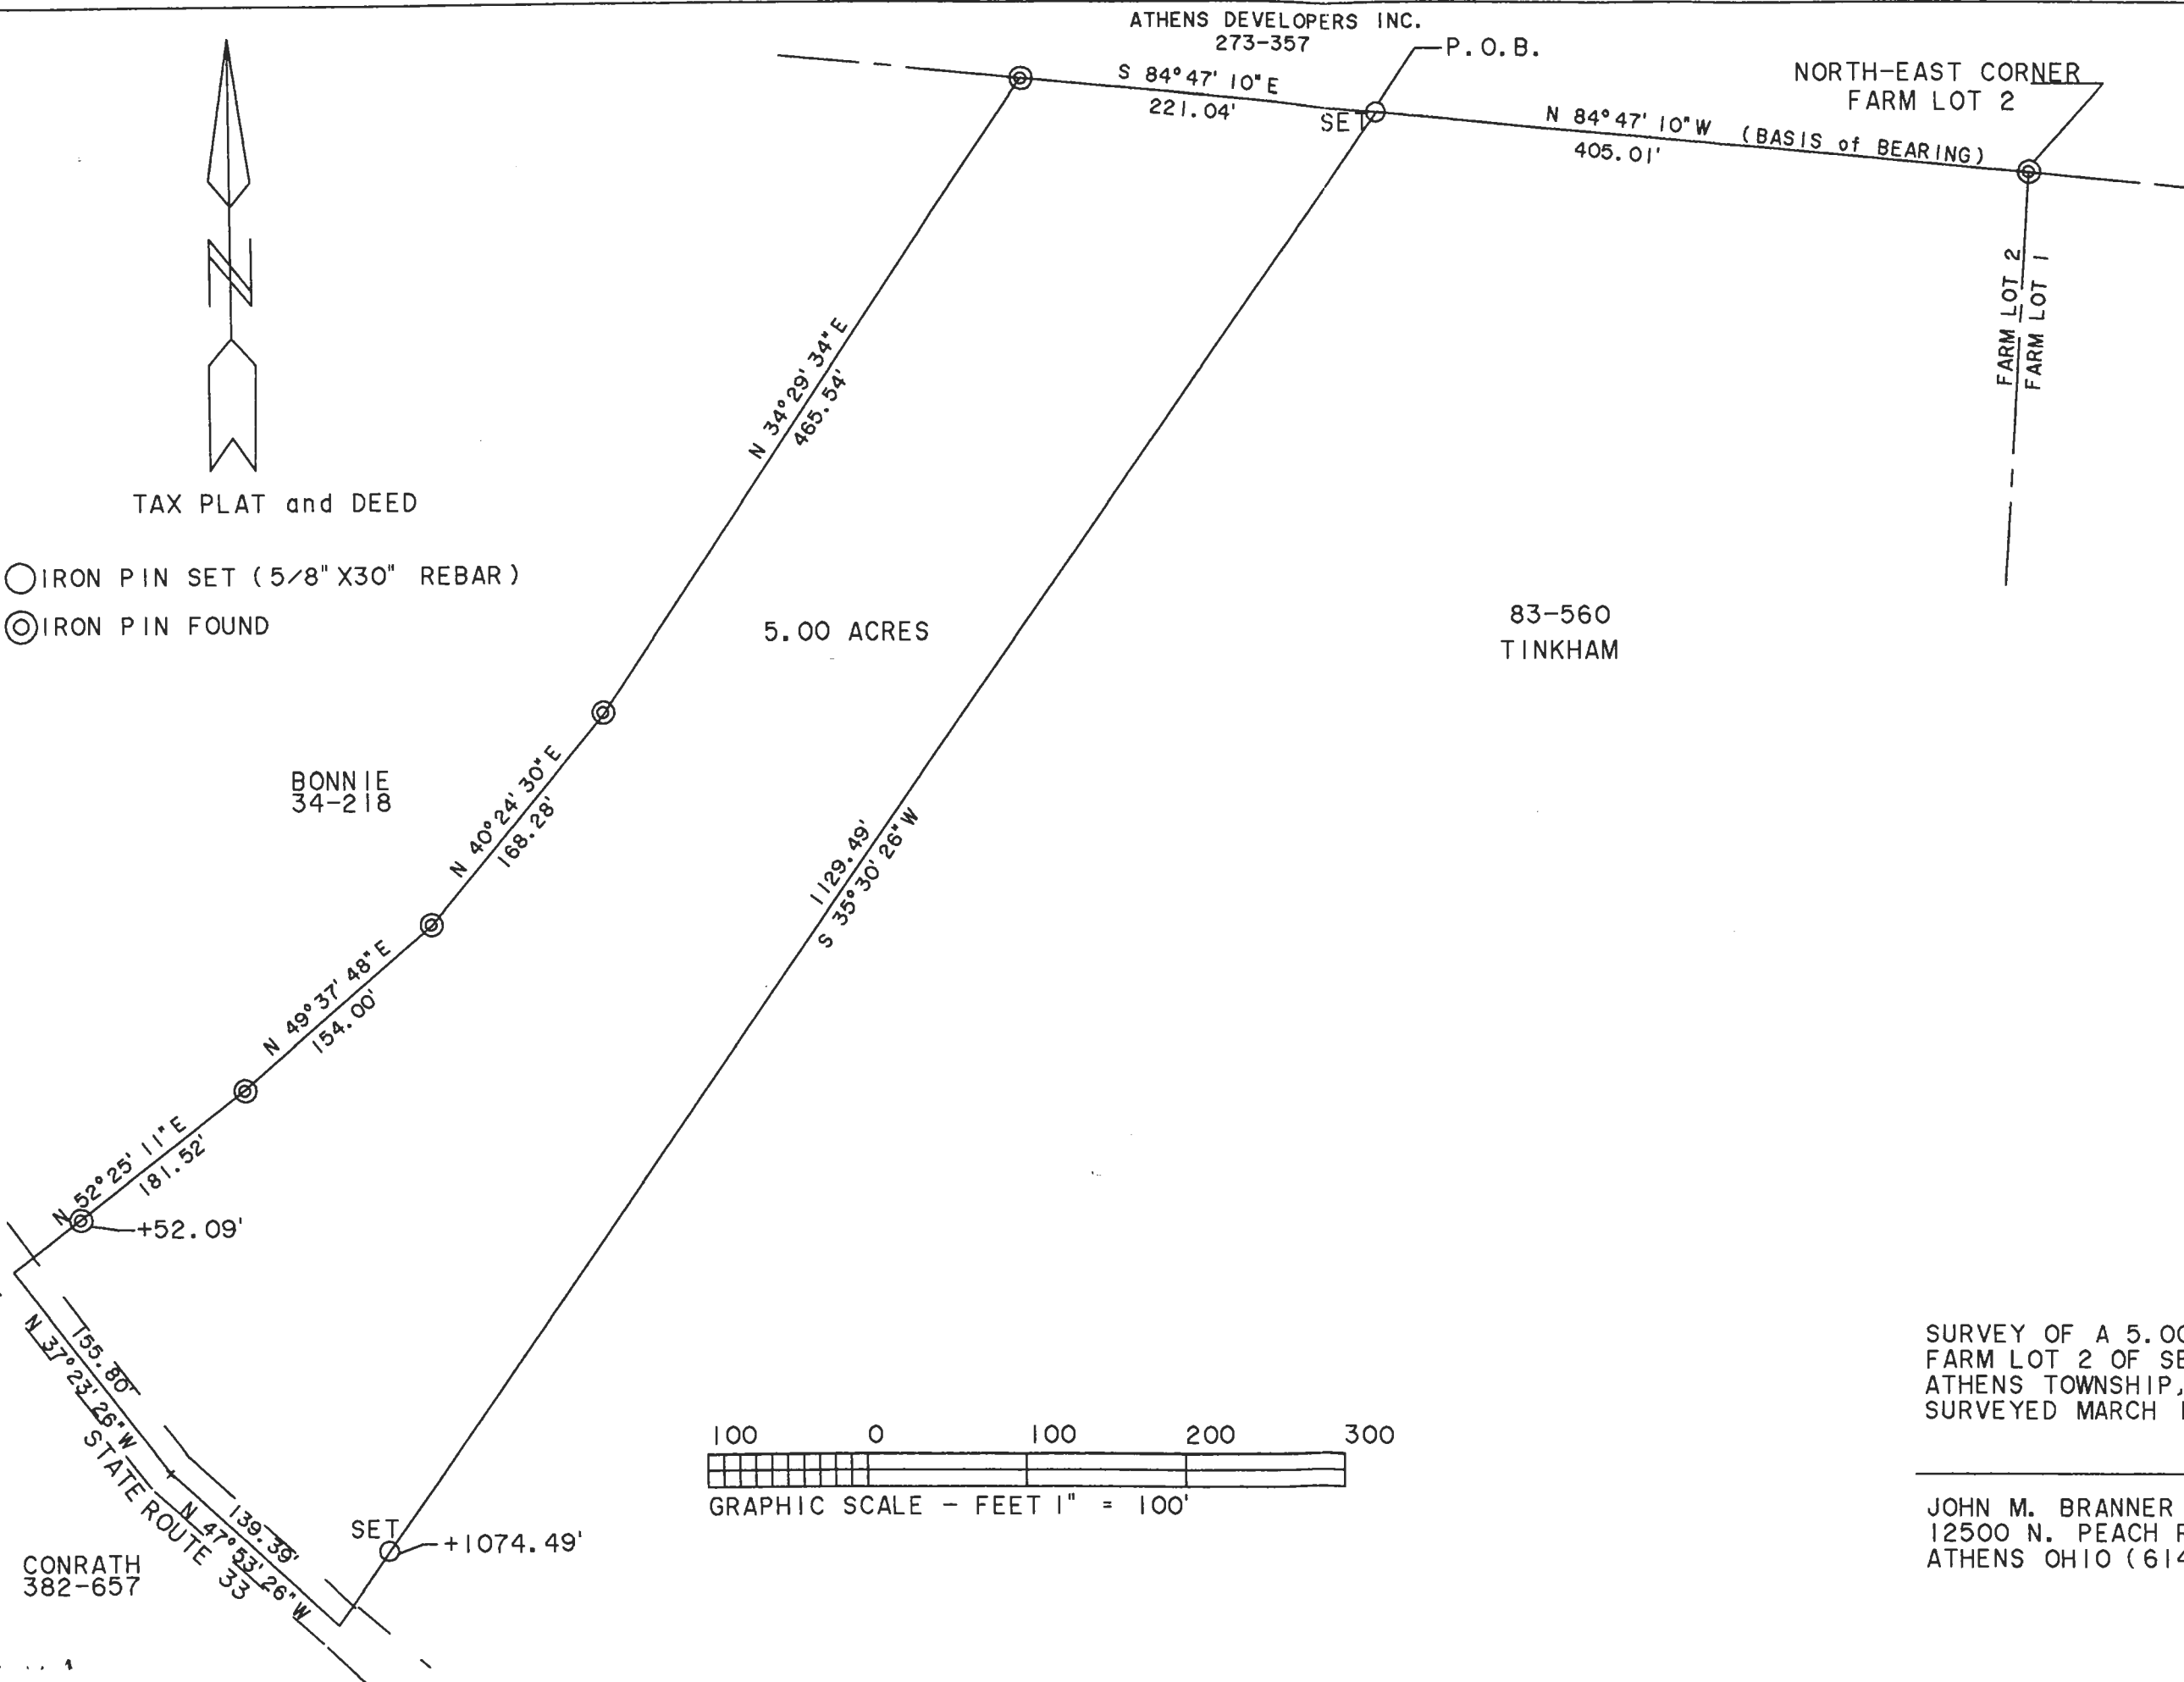 ATHENS DEVELOPERS INC.
273-357
P.O.B.
S 84°47' 10"E
221.04'
SET
NORTH-EAST CORNER
FARM LOT 2
N 84°47' 10"W (BASIS of BEARING)
405.01'
FARM LOT 2
FARM LOT 1
N
TAX PLAT and DEED
IRON PIN SET (5/8"X30" REBAR)
IRON PIN FOUND
N 34°29' 34"E
465.54'
5.00 ACRES
83-560
TINKHAM
BONNIE
34-218
N 40°24' 30"E
168.28'
1129.49'
S 35°30' 26"W
N 49°37' 48"E
154.00'
N 52°25' 11"E
181.52'
+52.09'
155.80'
N 37°23' 26"W
STATE ROUTE 33
139.39'
N 47°53'26"W
SET
+1074.49'
CONRATH
382-657
100 0 100 200 300
GRAPHIC SCALE - FEET 1" = 100'
SURVEY OF A 5.00
FARM LOT 2 OF SE
ATHENS TOWNSHIP,
SURVEYED MARCH
JOHN M. BRANNER
12500 N. PEACH
ATHENS OHIO (614